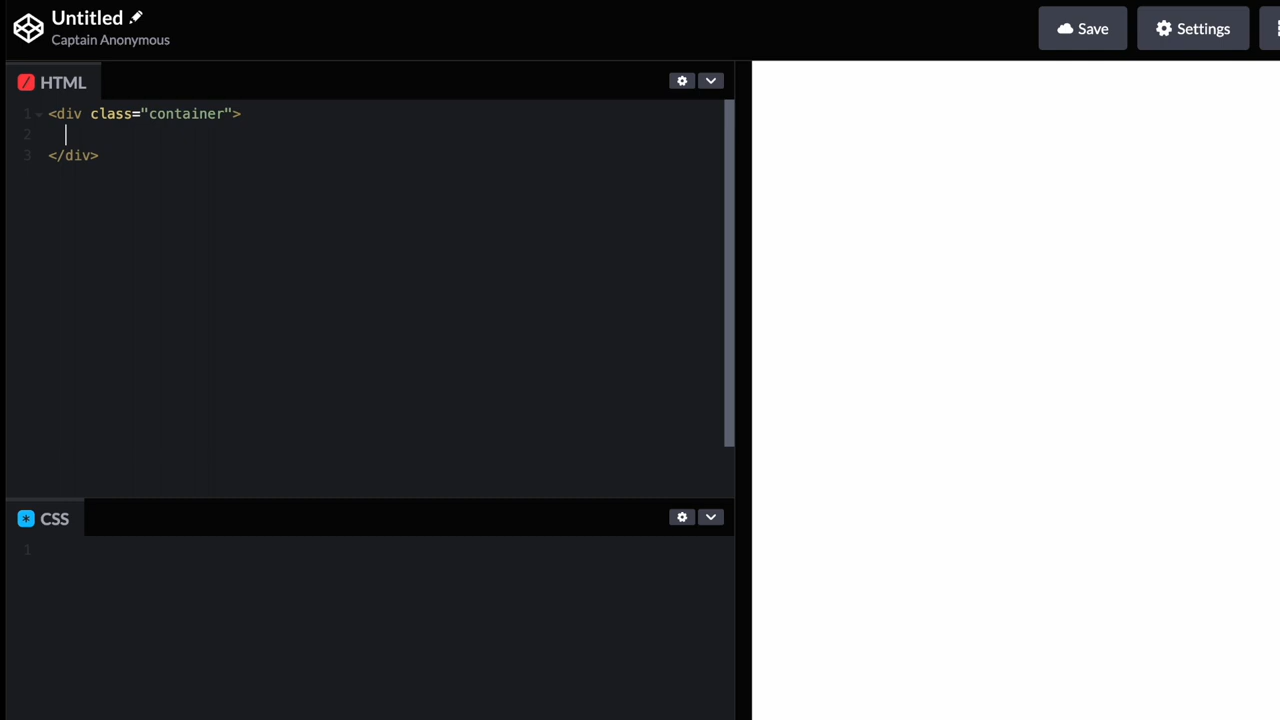 Untitled
Captain Anonymous
Save
Settings
HTML
1 <div class="container">
2
3 </div>
CSS
1